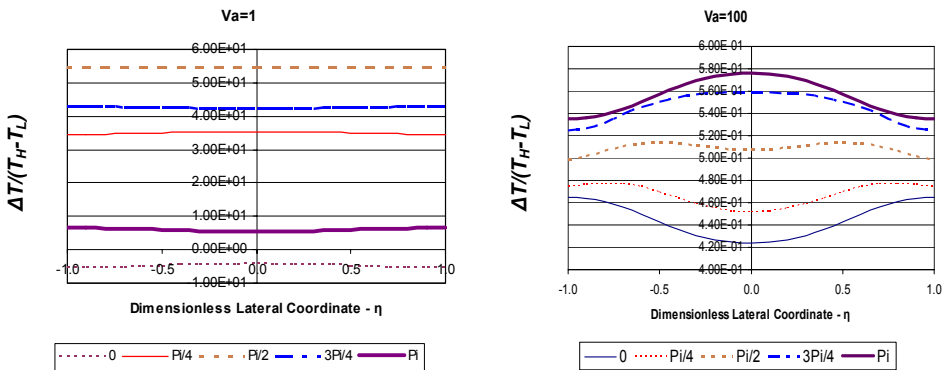 Va=1
6.00E+01
5.00E+01
4.00E+01
3.00E+01
2.00E+01
1.00E+01
0.00E+00
1.00E+01
-1.0 -0.5 0.0 0.5 1.0
ΔT/(T_H-T_L)
Dimensionless Lateral Coordinate - η
0 Pi/4 Pi/2 3Pi/4 Pi
Va=100
6.00E-01
5.80E-01
5.60E-01
5.40E-01
5.20E-01
5.00E-01
4.80E-01
4.60E-01
4.40E-01
4.20E-01
4.00E-01
-1.0 -0.5 0.0 0.5 1.0
ΔT/(T_H-T_L)
Dimensionless Lateral Coordinate - η
0 Pi/4 Pi/2 3Pi/4 Pi